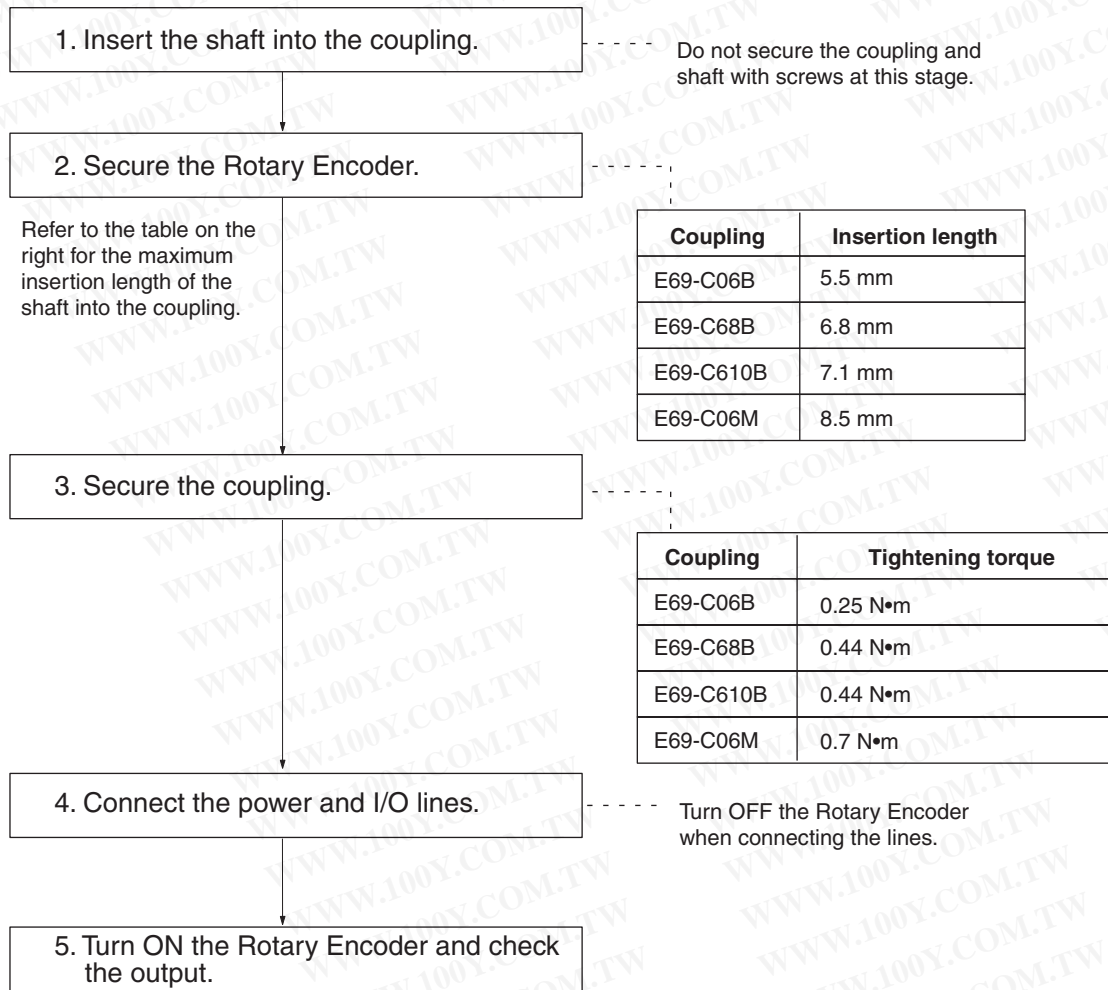 1. Insert the shaft into the coupling.
Do not secure the coupling and
shaft with screws at this stage.
2. Secure the Rotary Encoder.
Refer to the table on the
right for the maximum
insertion length of the
shaft into the coupling.
Coupling Insertion length
E69-C06B 5.5 mm
E69-C68B 6.8 mm
E69-C610B 7.1 mm
E69-C06M 8.5 mm
3. Secure the coupling.
Coupling Tightening torque
E69-C06B 0.25 N•m
E69-C68B 0.44 N•m
E69-C610B 0.44 N•m
E69-C06M 0.7 N•m
4. Connect the power and I/O lines.
Turn OFF the Rotary Encoder
when connecting the lines.
5. Turn ON the Rotary Encoder and check
the output.
WWW.100Y.COM.TW